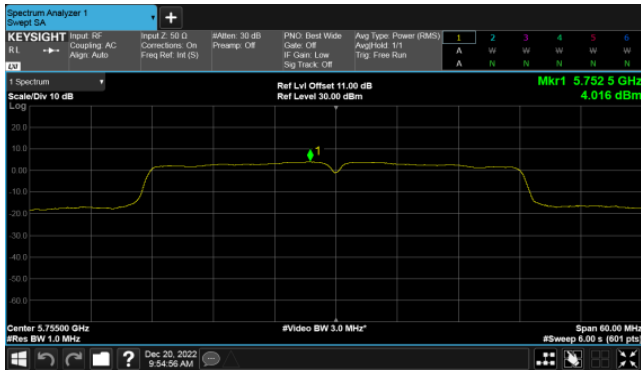 Spectrum Analyzer 1
Swept SA
+
KEYSIGHT Input: RF Input Z: 50 Ω #Atten: 30 dB PNO: Best Wide Avg Type: Power (RMS) 1 2 3 4 5 6
RL Coupling: AC Corrections: On Preamp: Off Gate: Off Avg|Hold: 1/1 A W W W W W
Align: Auto Freq Ref: Int (S) IF Gain: Low Trig: Free Run
LXI Sig Track: Off A N N N N N
1 Spectrum Ref Lvl Offset 11.00 dB Mkr1 5.752 5 GHz
Scale/Div 10 dB Ref Level 30.00 dBm 4.016 dBm
Log
20.0
10.0
1
0.00
-10.0
-20.0
-30.0
-40.0
-50.0
-60.0
Center 5.75500 GHz #Video BW 3.0 MHz* Span 60.00 MHz
#Res BW 1.0 MHz #Sweep 6.00 s (601 pts)
? Dec 20, 2022
9:54:56 AM